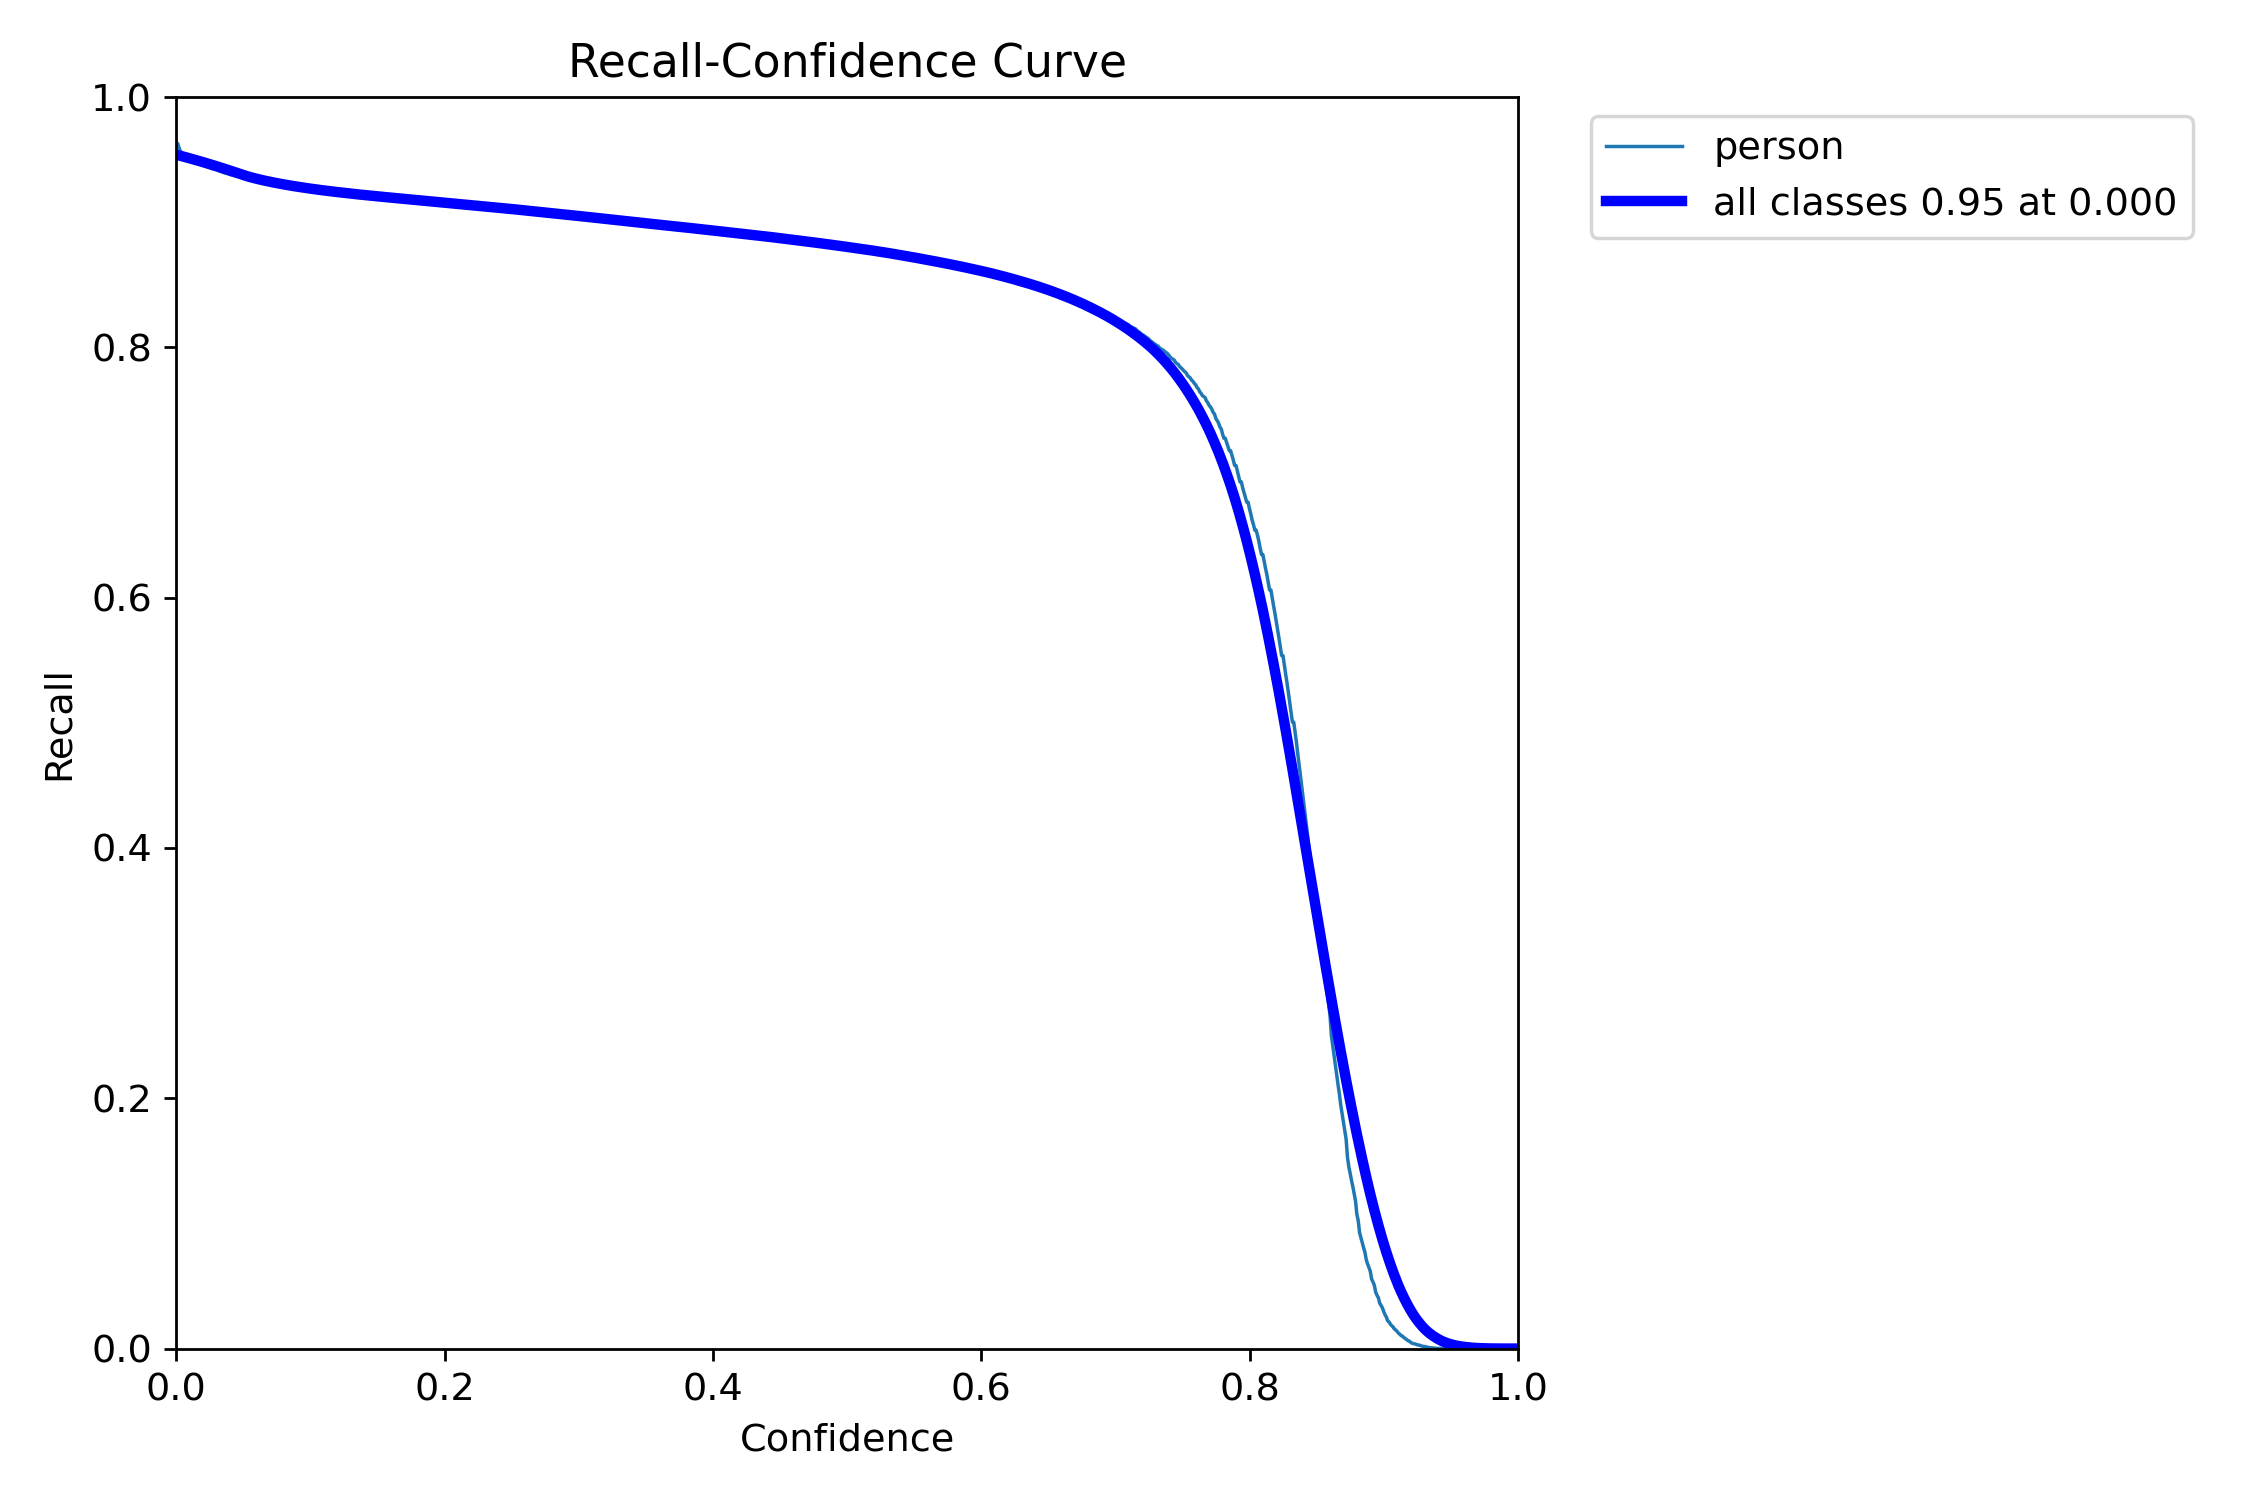 Recall-Confidence Curve
1.0
0.8
0.6
0.4
0.2
0.0
Recall
0.0 0.2 0.4 0.6 0.8 1.0
Confidence
person
all classes 0.95 at 0.000